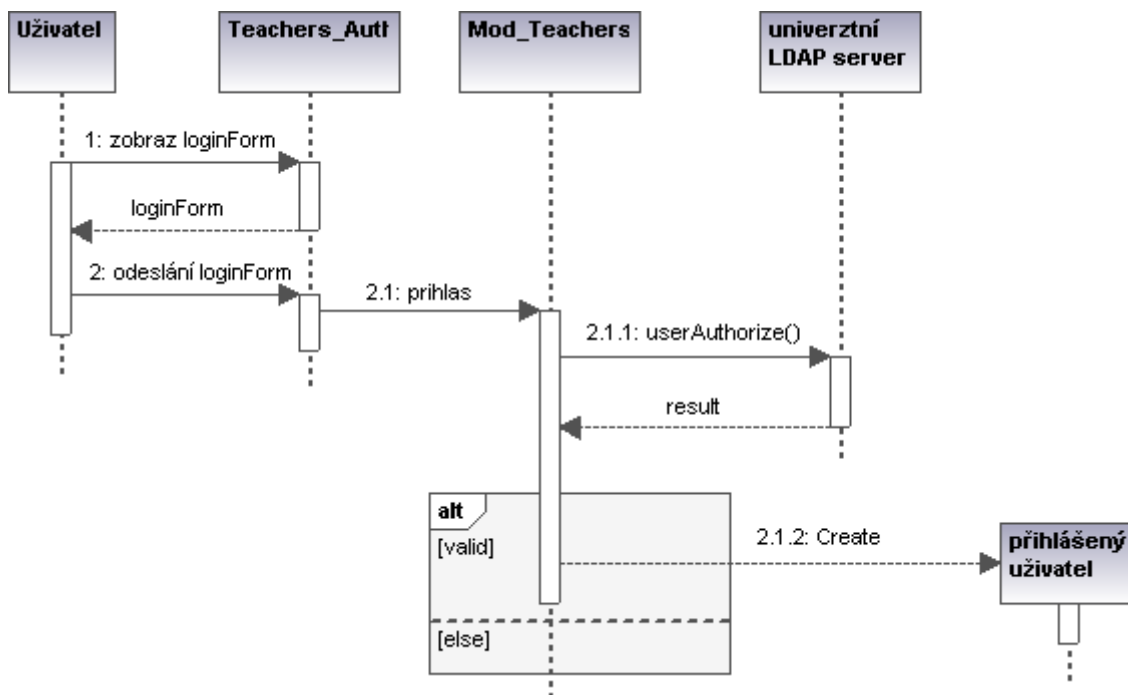 Uživatel
Teachers_Auth
Mod_Teachers
univerztní
LDAP server
1: zobraz loginForm
loginForm
2: odeslání loginForm
2.1: prihlas
2.1.1: userAuthorize()
result
alt
[valid]
2.1.2: Create
přihlášený
uživatel
[else]